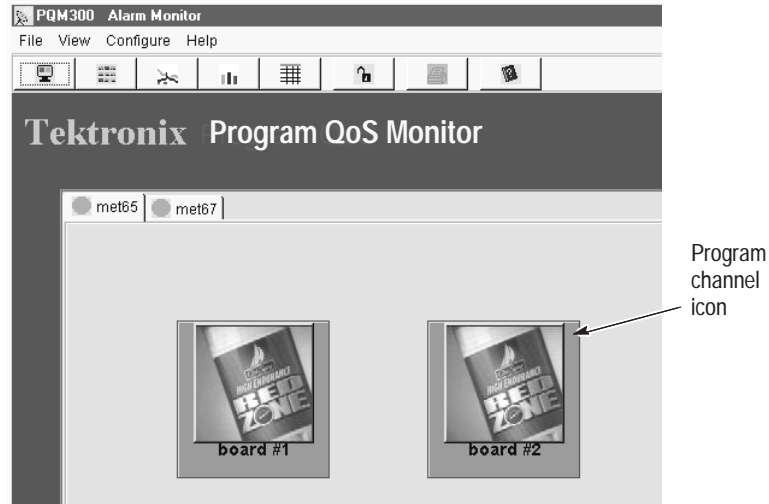 PQM300 Alarm Monitor
File View Configure Help
Tektronix Program QoS Monitor
met65 met67
Program
channel
icon
HIGH ENDURANCE
RED
ZONE
HIGH ENDURANCE
RED
ZONE
board #1
board #2